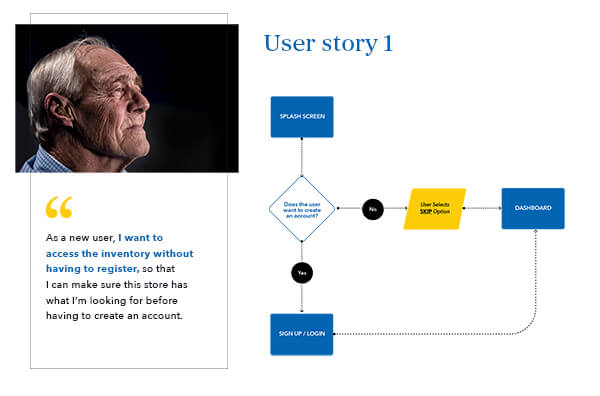 User story 1
“
As a new user, I want to
access the inventory without
having to register, so that
I can make sure this store has
what I’m looking for before
having to create an account.
SPLASH SCREEN
Does the user
want to create
an account?
No
User Selects
SKIP Option
DASHBOARD
Yes
SIGN UP / LOGIN